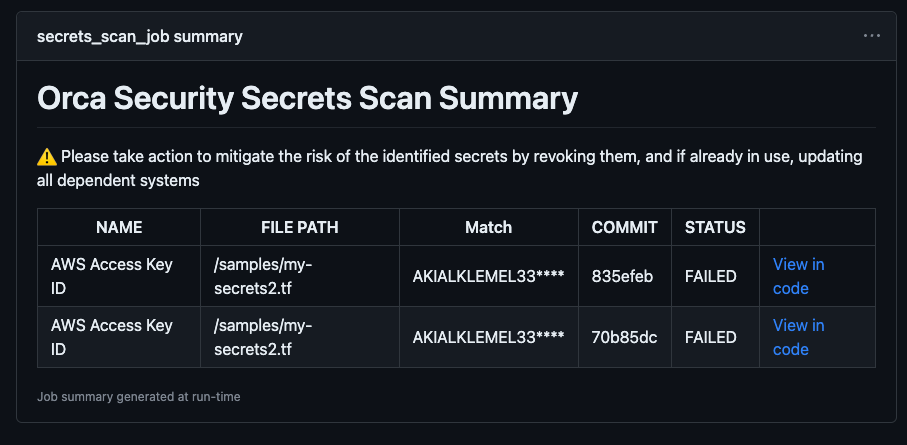 secrets_scan_job summary
Orca Security Secrets Scan Summary
⚠️ Please take action to mitigate the risk of the identified secrets by revoking them, and if already in use, updating
all dependent systems
NAME FILE PATH Match COMMIT STATUS
AWS Access Key ID /samples/my-secrets2.tf AKIALKLEMEL33**** 835efeb FAILED View in code
AWS Access Key ID /samples/my-secrets2.tf AKIALKLEMEL33**** 70b85dc FAILED View in code
Job summary generated at run-time